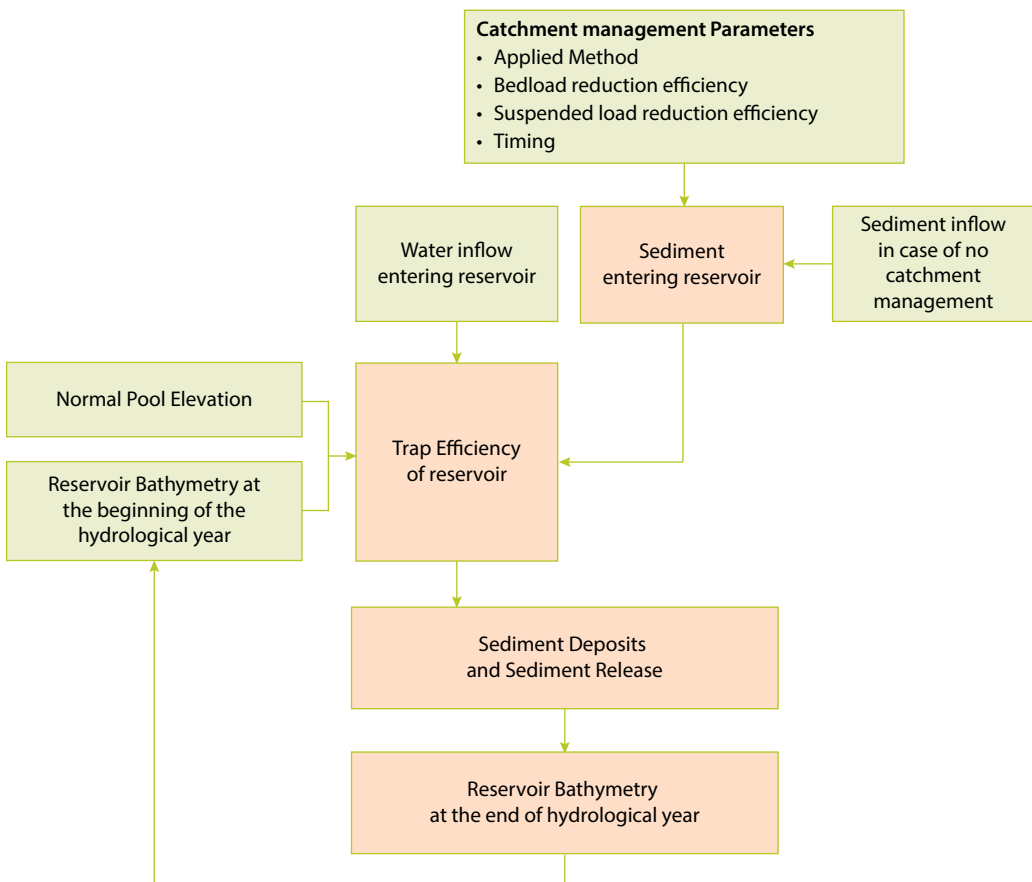 Catchment management Parameters
• Applied Method
• Bedload reduction efficiency
• Suspended load reduction efficiency
• Timing
Water inflow
entering reservoir
Sediment
entering reservoir
Sediment inflow
in case of no
catchment
management
Normal Pool Elevation
Trap Efficiency
of reservoir
Reservoir Bathymetry at
the beginning of the
hydrological year
Sediment Deposits
and Sediment Release
Reservoir Bathymetry
at the end of hydrological year